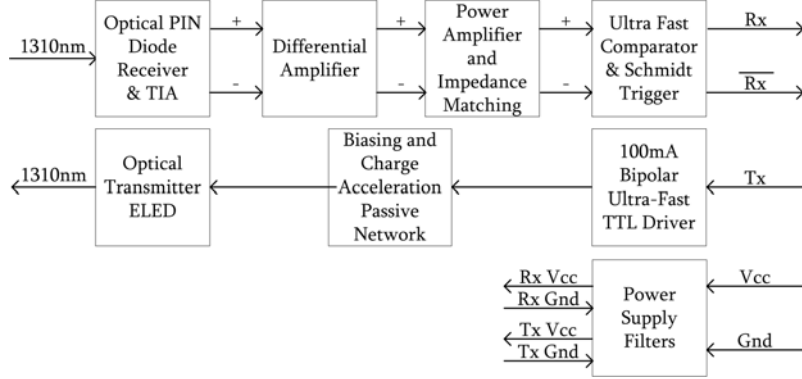 1310nm
Optical PIN
Diode
Receiver
& TIA
+
-
Differential
Amplifier
+
-
Power
Amplifier
and
Impedance
Matching
+
-
Ultra Fast
Comparator
& Schmidt
Trigger
Rx
R̅x̅
1310nm
Optical
Transmitter
ELED
Biasing and
Charge
Acceleration
Passive
Network
100mA
Bipolar
Ultra-Fast
TTL Driver
Tx
Rx Vcc
Rx Gnd
Tx Vcc
Tx Gnd
Power
Supply
Filters
Vcc
Gnd